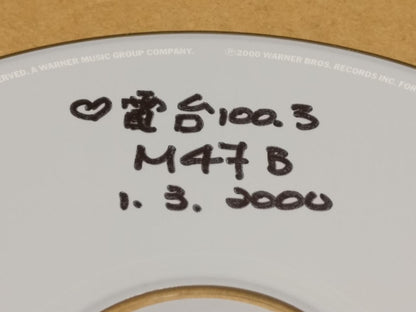 ERVED. A WARNER MUSIC GROUP COMPANY. ℗2000 WARNER BROS. RECORDS INC. FOR
♡電台100.3
M47B
1. 3. 2000